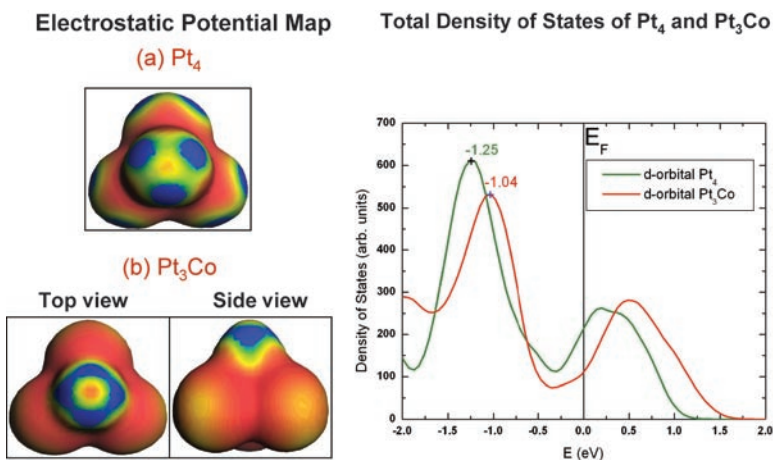 Electrostatic Potential Map
(a) Pt4
(b) Pt3Co
Top view
Side view
Total Density of States of Pt4 and Pt3Co
Density of States (arb. units)
700
600
500
400
300
200
100
0
-1.25
-1.04
EF
d-orbital Pt4
d-orbital Pt3Co
-2.0 -1.5 -1.0 -0.5 0.0 0.5 1.0 1.5 2.0
E (eV)